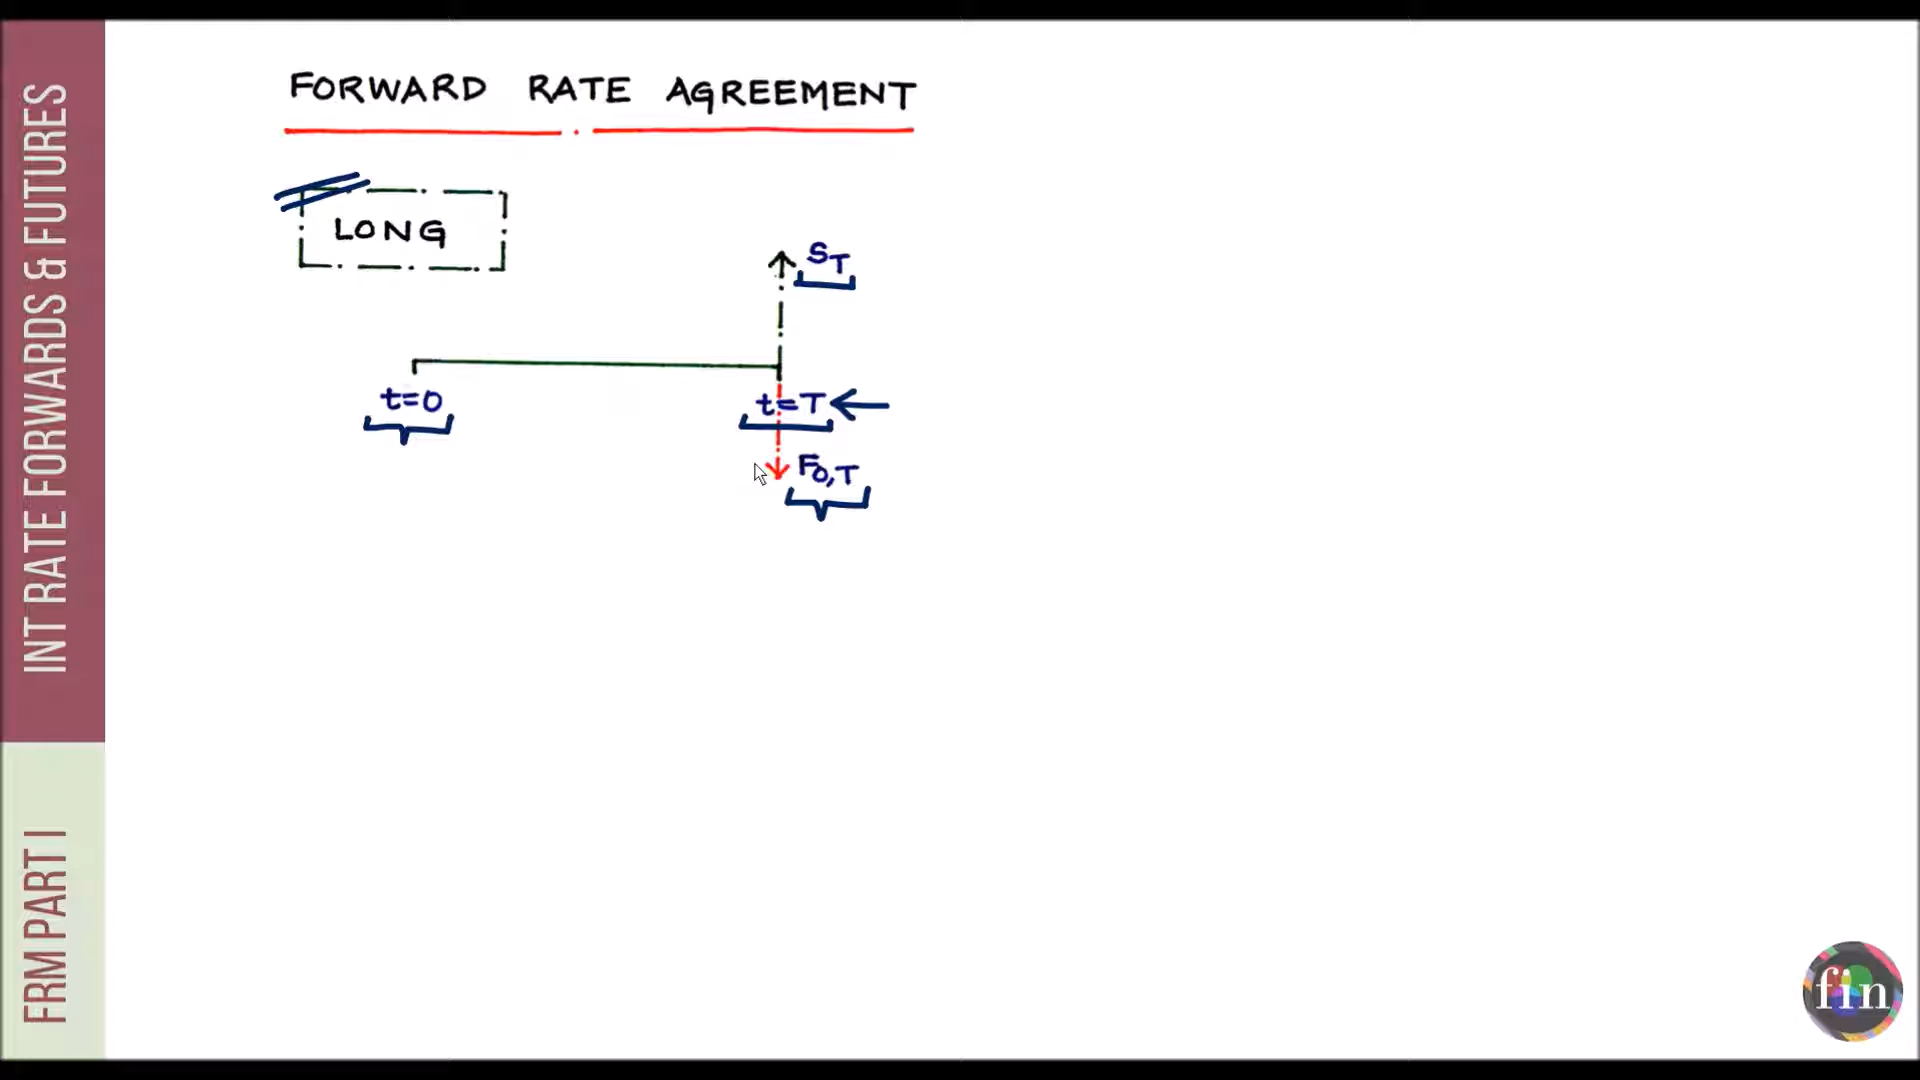 FORWARD RATE AGREEMENT
LONG
S_T
t=0
t=T
F_0,T
INT RATE FORWARDS & FUTURES
FRM PART I
fin